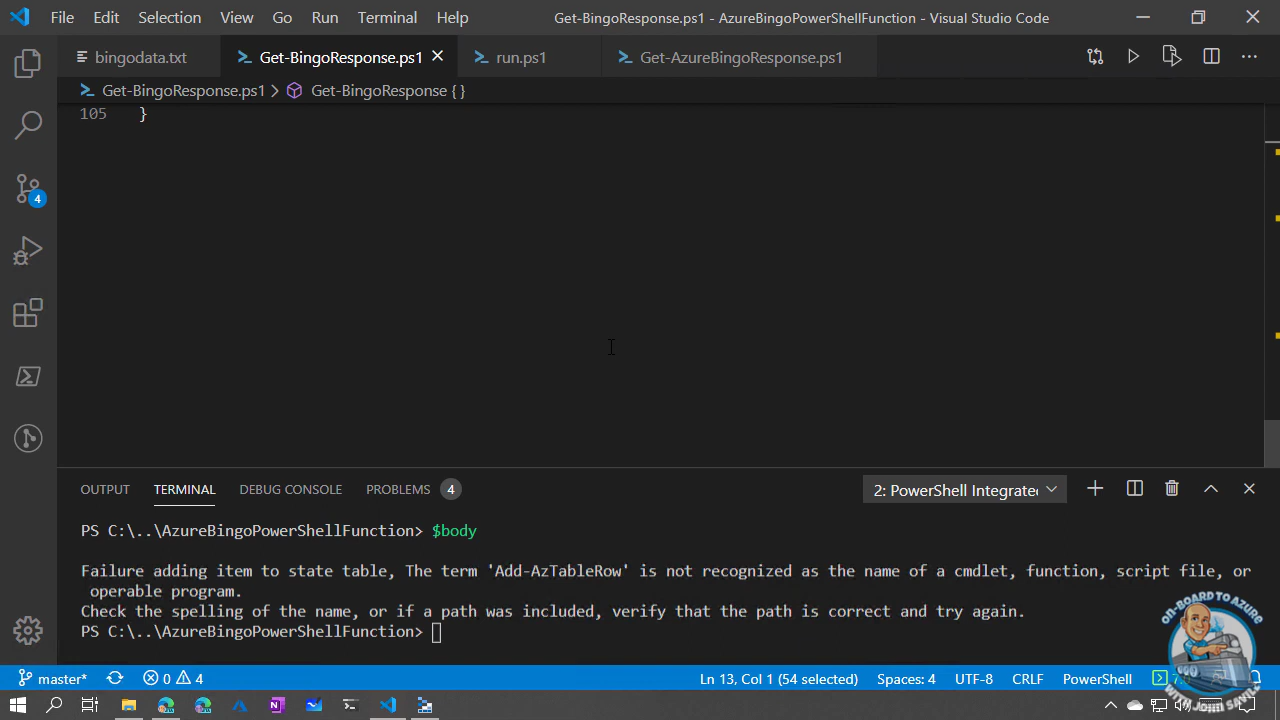 File Edit Selection View Go Run Terminal Help
Get-BingoResponse.ps1 - AzureBingoPowerShellFunction - Visual Studio Code
bingodata.txt
Get-BingoResponse.ps1
run.ps1
Get-AzureBingoResponse.ps1
Get-BingoResponse.ps1 > Get-BingoResponse { }
105 }
4
OUTPUT TERMINAL DEBUG CONSOLE PROBLEMS 4
2: PowerShell Integrate
PS C:\..\AzureBingoPowerShellFunction> $body
Failure adding item to state table, The term 'Add-AzTableRow' is not recognized as the name of a cmdlet, function, script file, or
operable program.
Check the spelling of the name, or if a path was included, verify that the path is correct and try again.
PS C:\..\AzureBingoPowerShellFunction>
ON-BOARD TO AZURE
WITH JOHN SAVILL
master* 0 4
Ln 13, Col 1 (54 selected) Spaces: 4 UTF-8 CRLF PowerShell